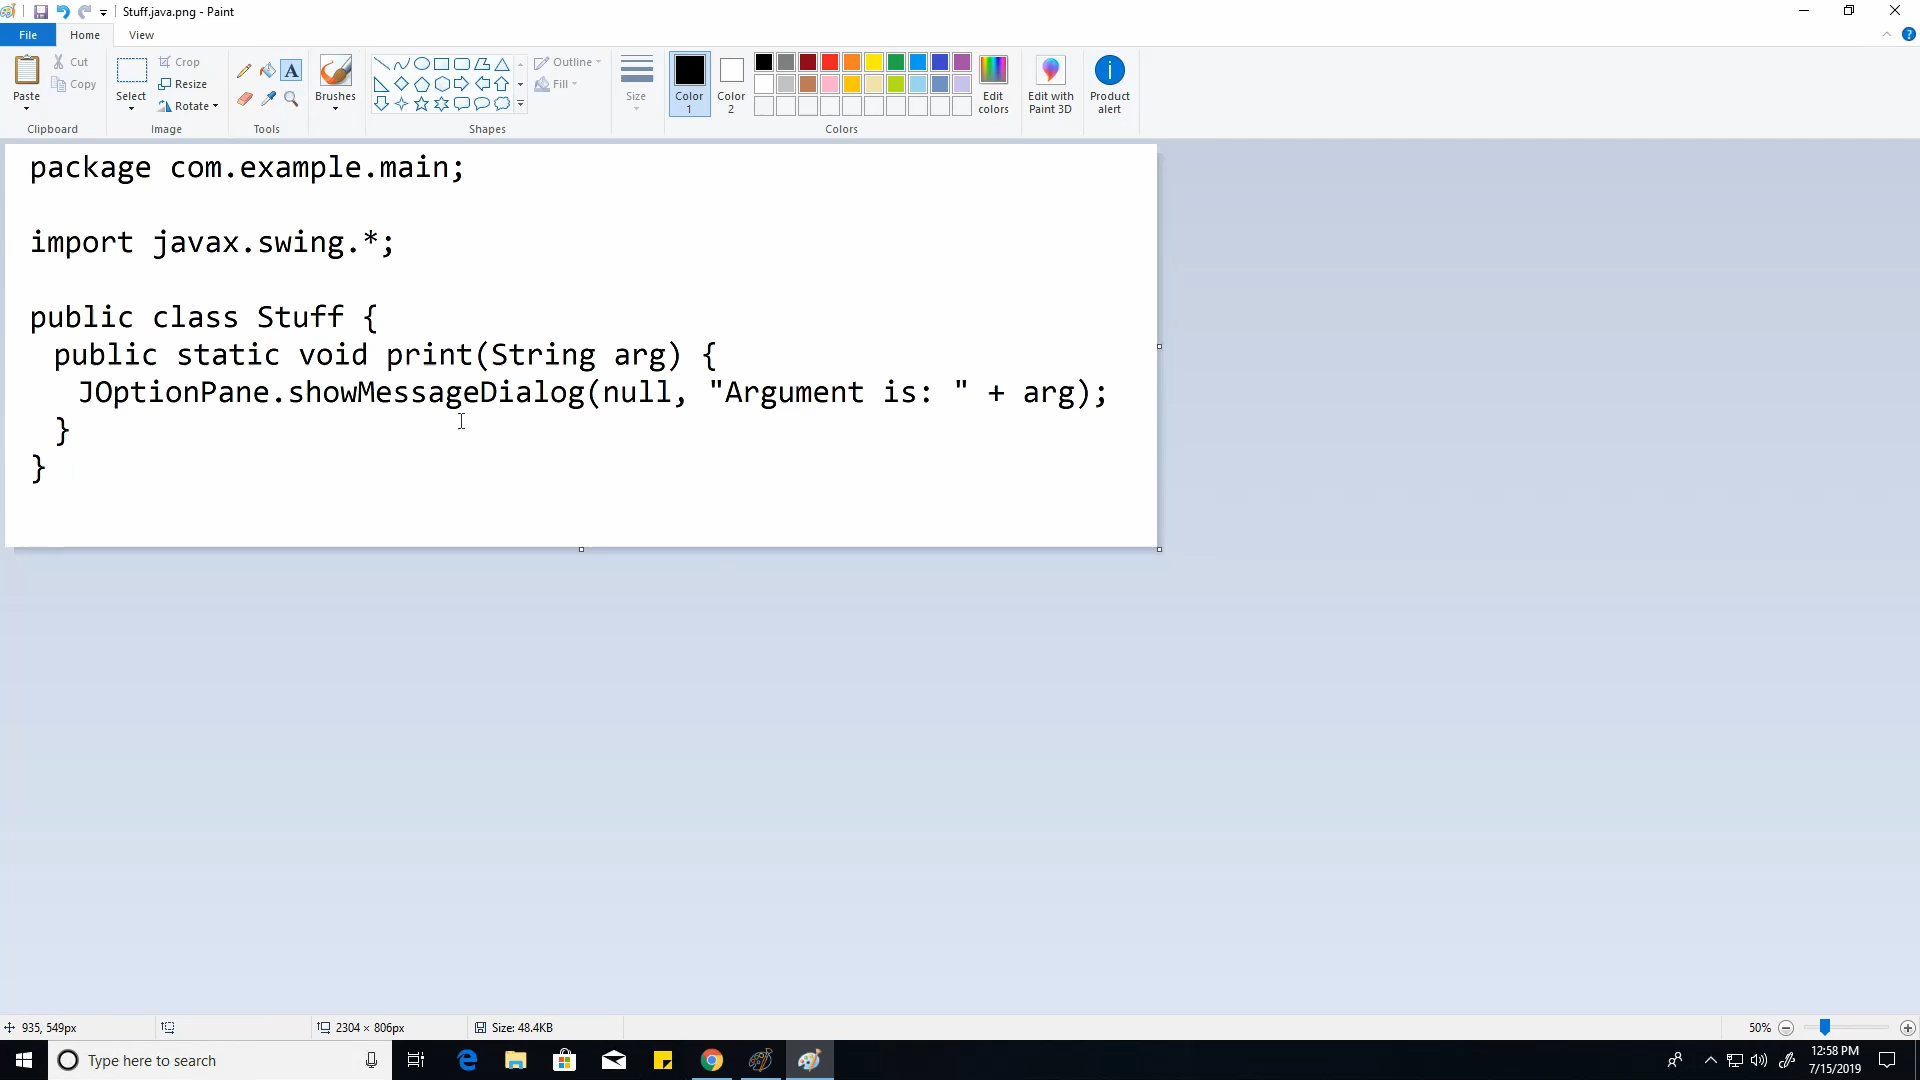 Stuff.java.png - Paint
File Home View
Paste
Cut
Copy
Clipboard
Select
Crop
Resize
Rotate
Image
A
Tools
Brushes
Outline
Fill
Shapes
Size
Color 1
Color 2
Edit colors
Colors
Edit with Paint 3D
Product alert
package com.example.main;
import javax.swing.*;
public class Stuff {
public static void print(String arg) {
JOptionPane.showMessageDialog(null, "Argument is: " + arg);
}
}
935, 549px
2304 × 806px
Size: 48.4KB
50%
Type here to search
12:58 PM
7/15/2019